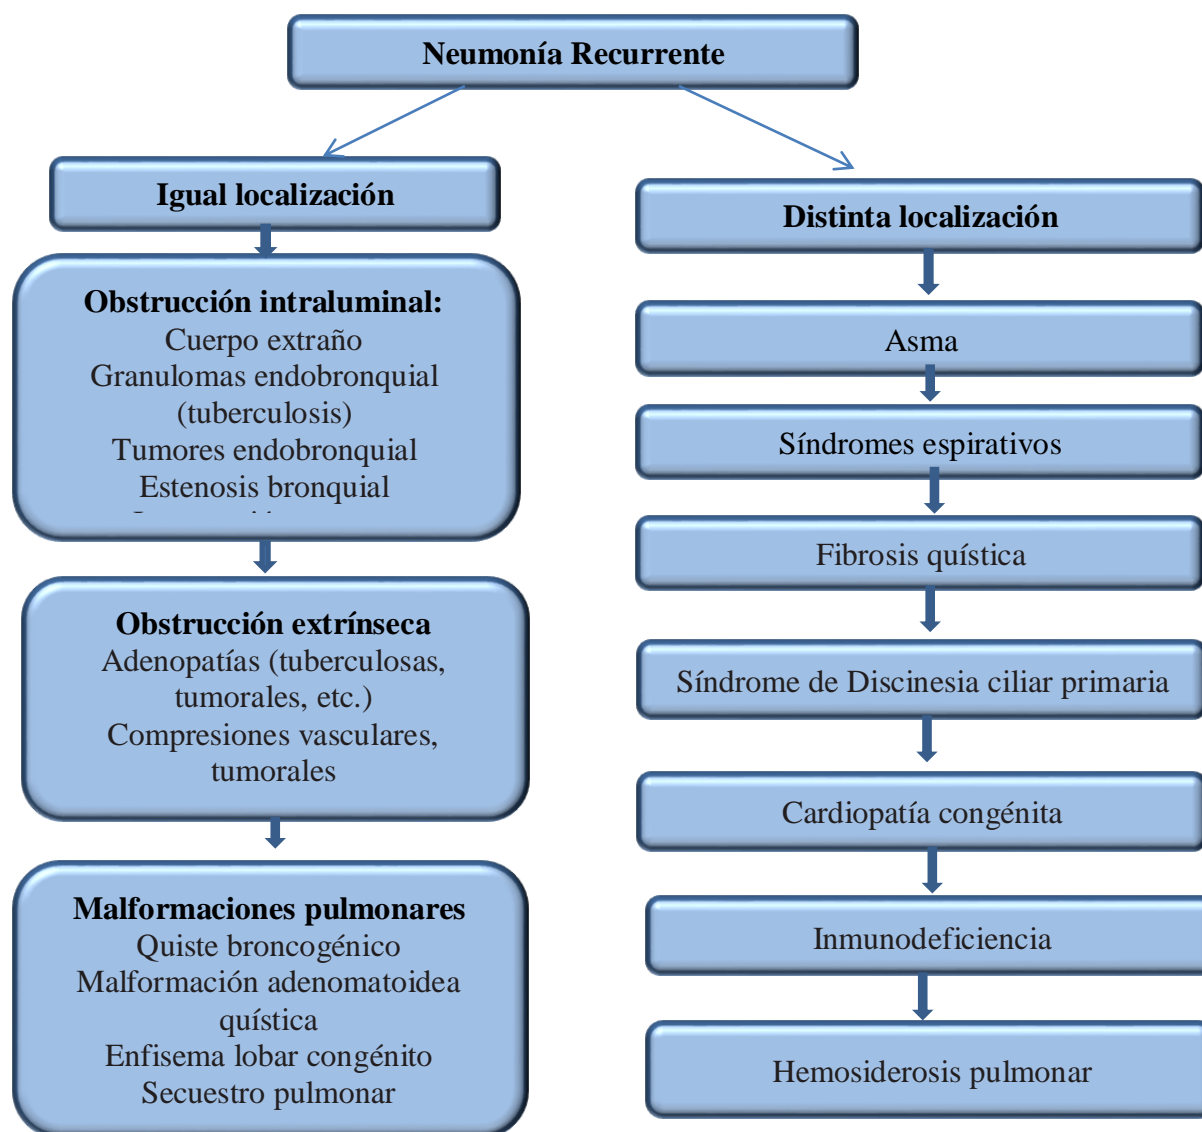 Neumonía Recurrente
Igual localización
Obstrucción intraluminal:
Cuerpo extraño
Granulomas endobronquial
(tuberculosis)
Tumores endobronquial
Estenosis bronquial
Obstrucción extrínseca
Adenopatías (tuberculosas,
tumorales, etc.)
Compresiones vasculares,
tumorales
Malformaciones pulmonares
Quiste broncogénico
Malformación adenomatoidea
quística
Enfisema lobar congénito
Secuestro pulmonar
Distinta localización
Asma
Síndromes espirativos
Fibrosis quística
Síndrome de Discinesia ciliar primaria
Cardiopatía congénita
Inmunodeficiencia
Hemosiderosis pulmonar